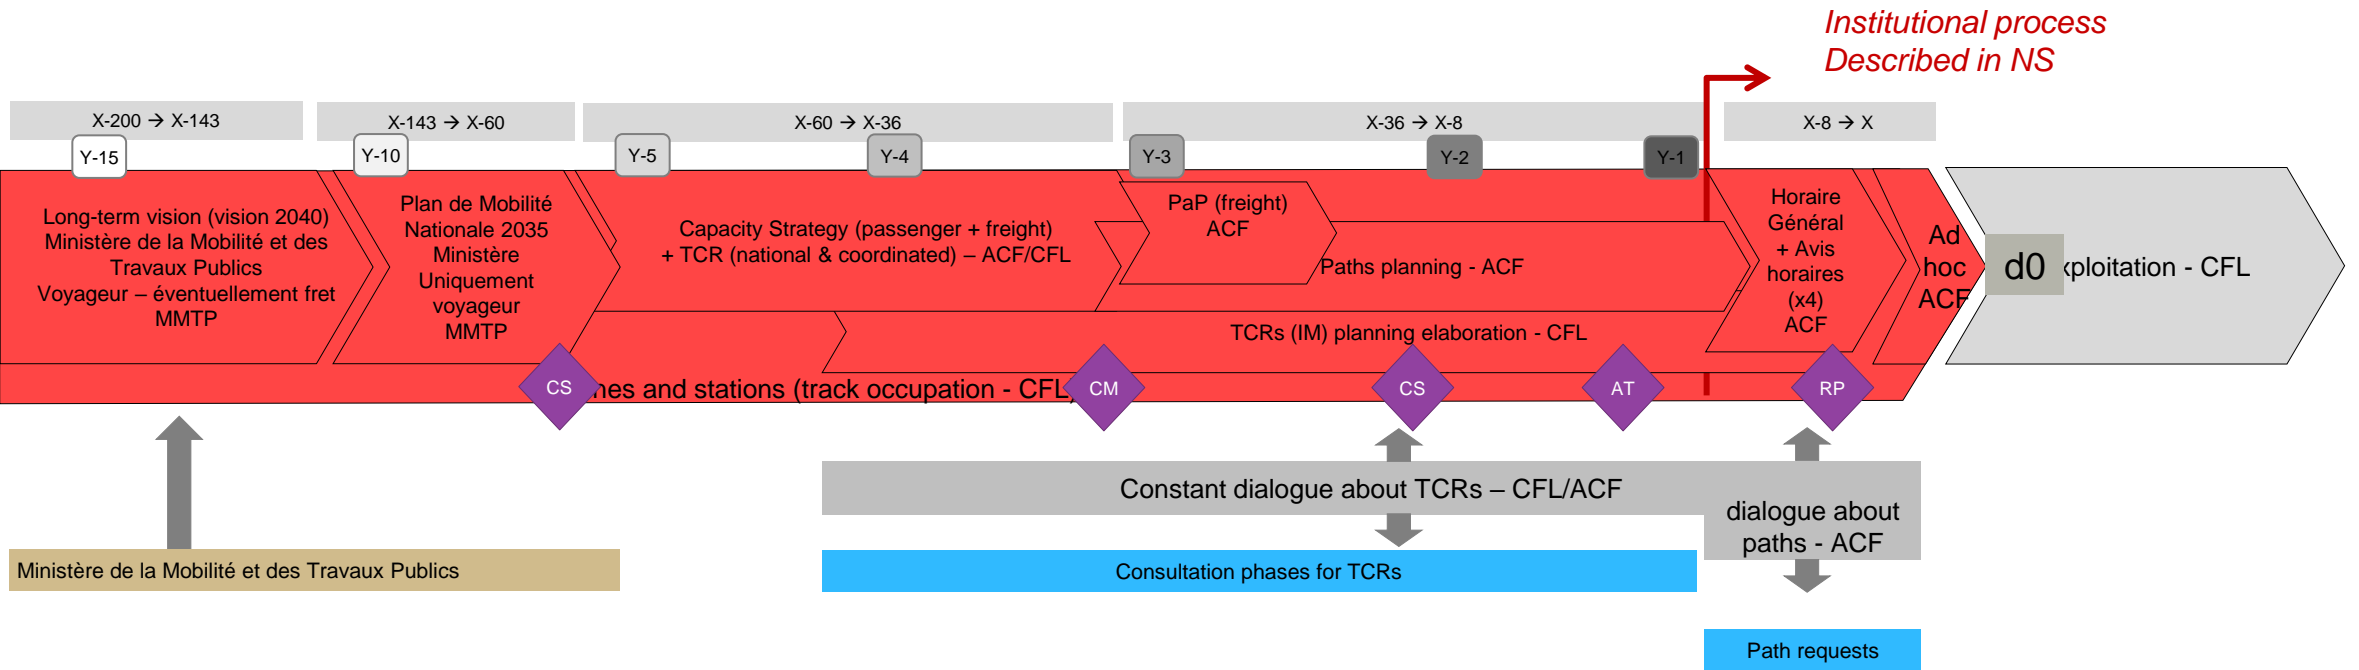 Institutional process
Described in NS
X-200 → X-143
X-143 → X-60
X-60 → X-36
X-36 → X-8
X-8 → X
Y-15
Y-10
Y-5
Y-4
Y-3
Y-2
Y-1
Long-term vision (vision 2040)
Ministère de la Mobilité et des
Travaux Publics
Voyageur – éventuellement fret
MMTP
Plan de Mobilité
Nationale 2035
Ministère
Uniquement
voyageur
MMTP
Capacity Strategy (passenger + freight)
+ TCR (national & coordinated) – ACF/CFL
PaP (freight)
ACF
Paths planning - ACF
TCRs (IM) planning elaboration - CFL
Horaire
Général
+ Avis
horaires
(x4)
ACF
Ad
hoc
ACF
d0
xploitation - CFL
CS
nes and stations (track occupation - CFL)
CM
CS
AT
RP
Constant dialogue about TCRs – CFL/ACF
dialogue about
paths - ACF
Ministère de la Mobilité et des Travaux Publics
Consultation phases for TCRs
Path requests